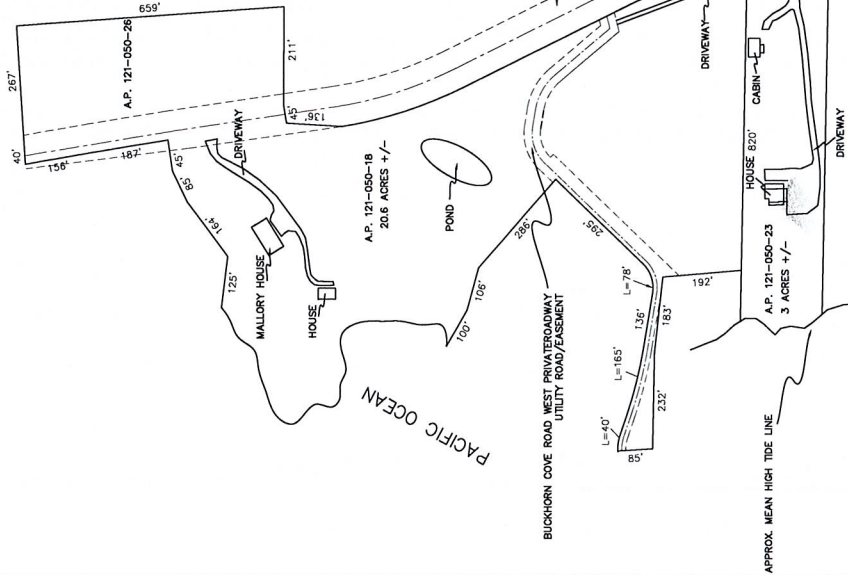 659'
267'
A.P. 121-050-26
211'
40'
156'
187'
45'
136'
45'
85'
164'
125'
DRIVEWAY
MALLORY HOUSE
HOUSE
A.P. 121-050-18
20.6 ACRES +/-
POND
286'
106'
100'
PACIFIC OCEAN
BUCKHORN COVE ROAD WEST PRIVATEROADWAY
UTILITY ROAD/EASEMENT
295'
L=78'
136'
183'
192'
L=165'
232'
L=40'
85'
DRIVEWAY
CABIN
HOUSE 820'
DRIVEWAY
A.P. 121-050-23
3 ACRES +/-
APPROX. MEAN HIGH TIDE LINE